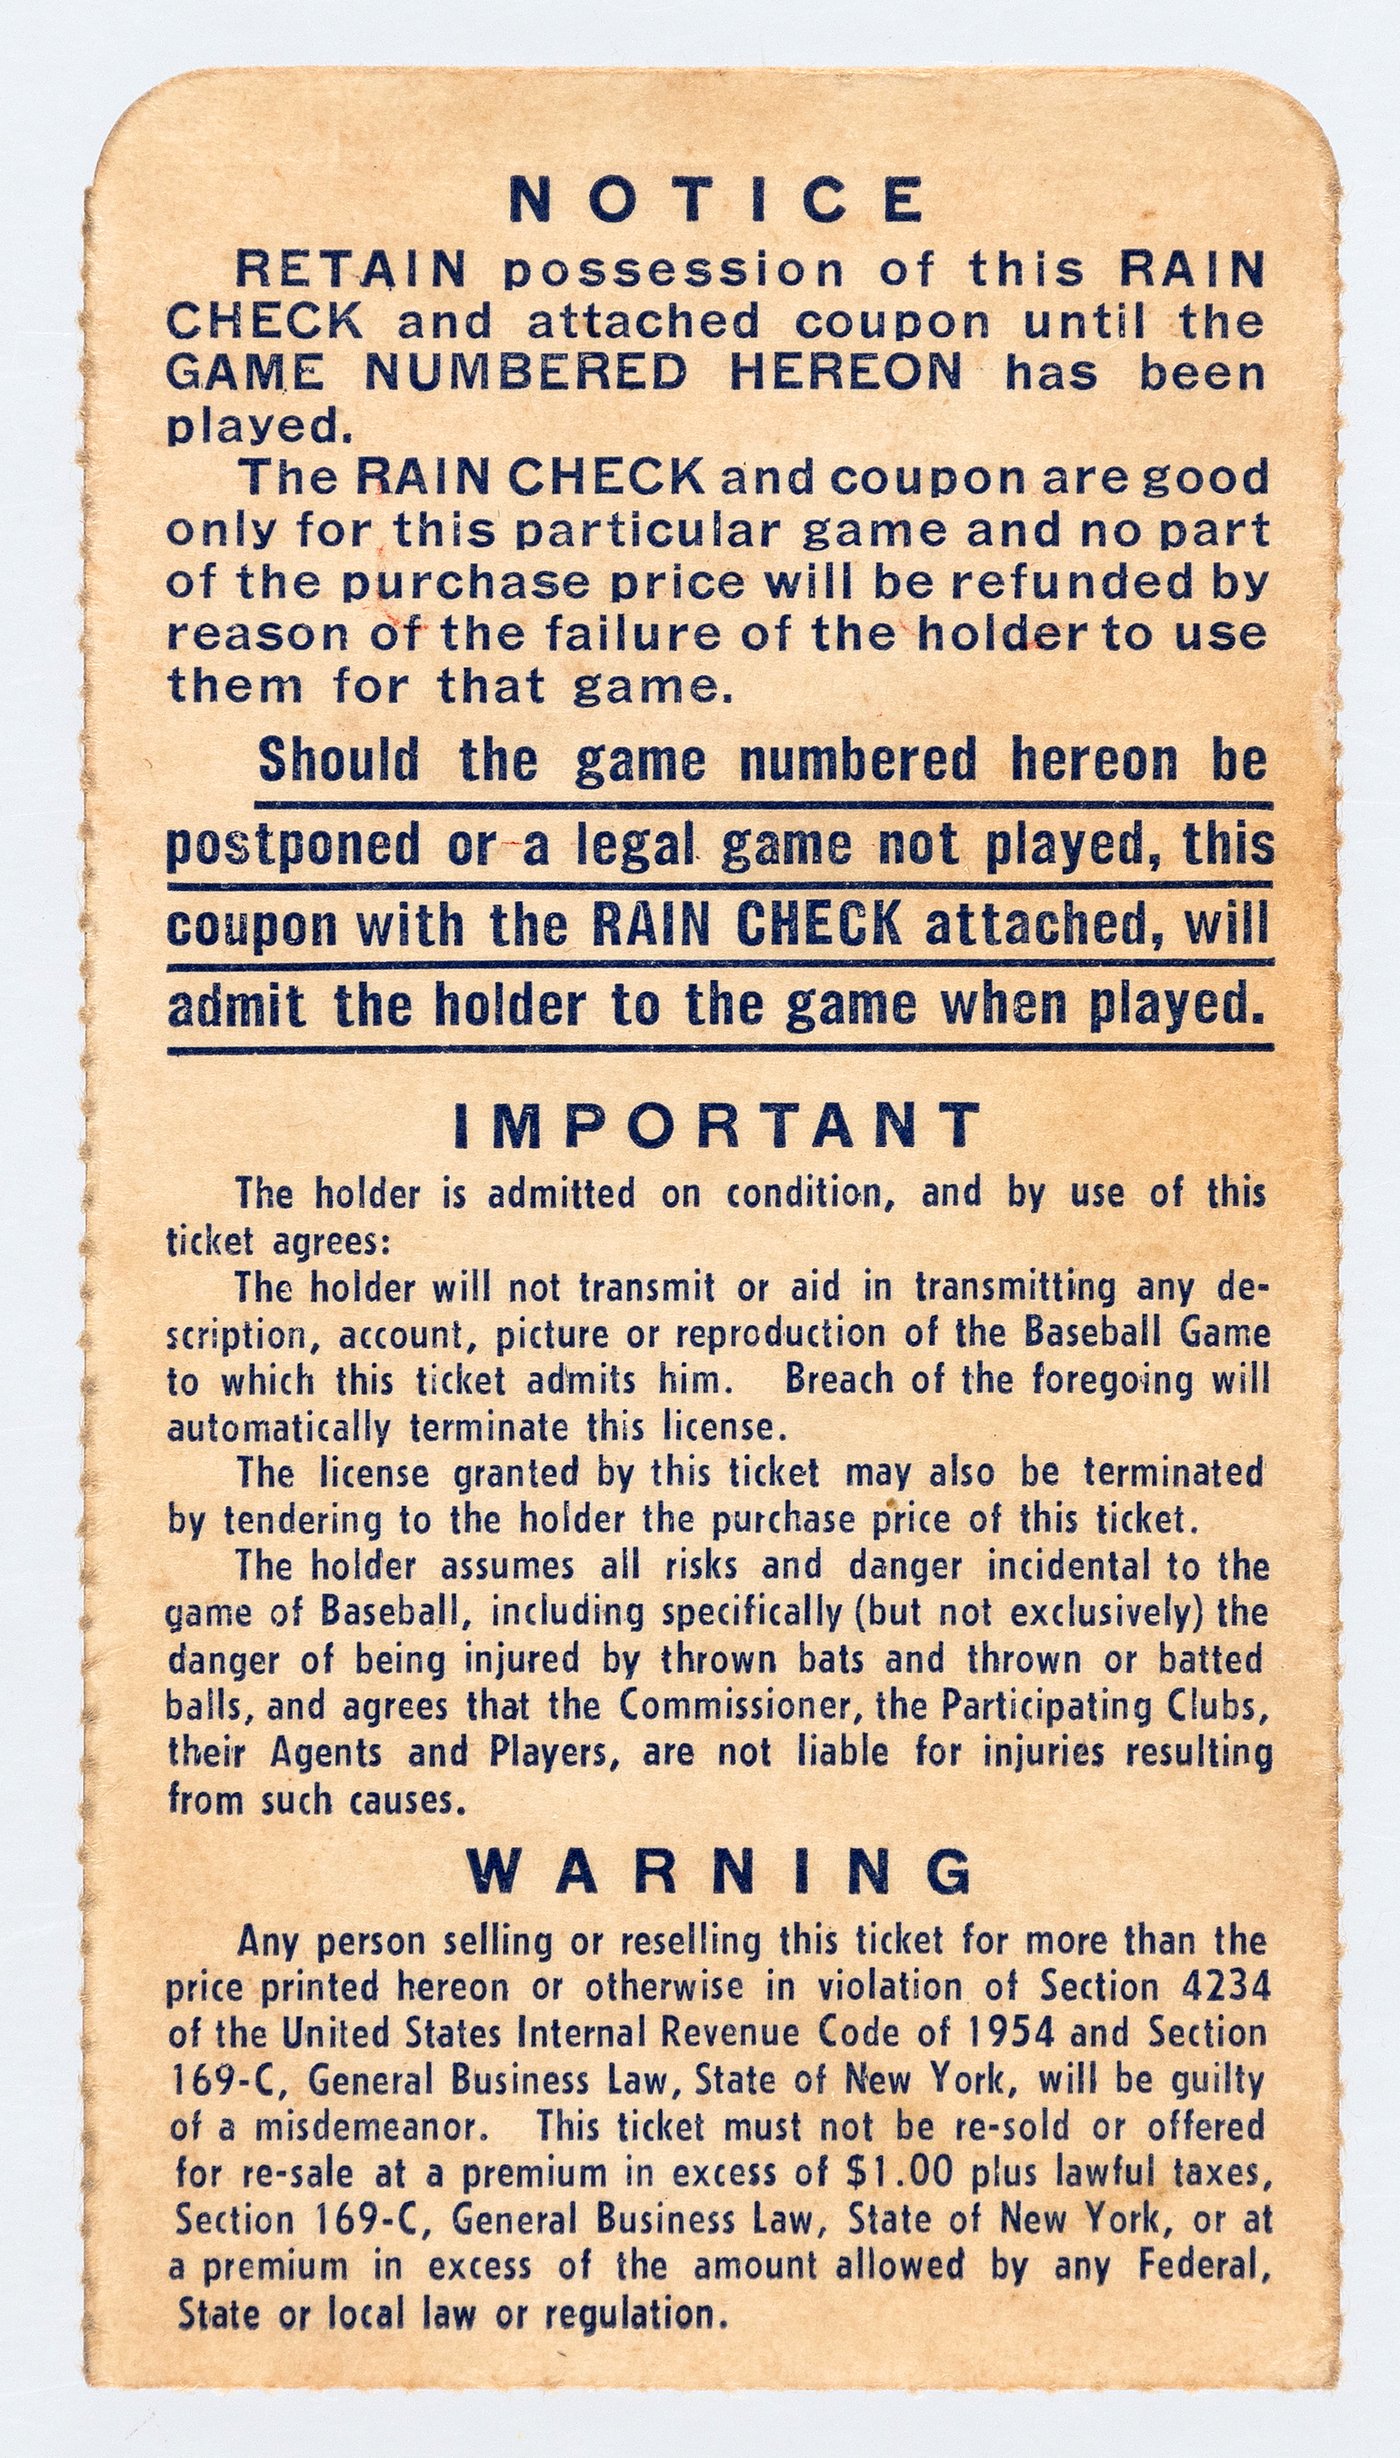 NOTICE
RETAIN possession of this RAIN
CHECK and attached coupon until the
GAME NUMBERED HEREON has been
played.
The RAIN CHECK and coupon are good
only for this particular game and no part
of the purchase price will be refunded by
reason of the failure of the holder to use
them for that game.
Should the game numbered hereon be
postponed or a legal game not played, this
coupon with the RAIN CHECK attached, will
admit the holder to the game when played.
IMPORTANT
The holder is admitted on condition, and by use of this
ticket agrees:
The holder will not transmit or aid in transmitting any de-
scription, account, picture or reproduction of the Baseball Game
to which this ticket admits him. Breach of the foregoing will
automatically terminate this license.
The license granted by this ticket may also be terminated
by tendering to the holder the purchase price of this ticket.
The holder assumes all risks and danger incidental to the
game of Baseball, including specifically (but not exclusively) the
danger of being injured by thrown bats and thrown or batted
balls, and agrees that the Commissioner, the Participating Clubs,
their Agents and Players, are not liable for injuries resulting
from such causes.
WARNING
Any person selling or reselling this ticket for more than the
price printed hereon or otherwise in violation of Section 4234
of the United States Internal Revenue Code of 1954 and Section
169-C, General Business Law, State of New York, will be guilty
of a misdemeanor. This ticket must not be re-sold or offered
for re-sale at a premium in excess of $1.00 plus lawful taxes,
Section 169-C, General Business Law, State of New York, or at
a premium in excess of the amount allowed by any Federal,
State or local law or regulation.